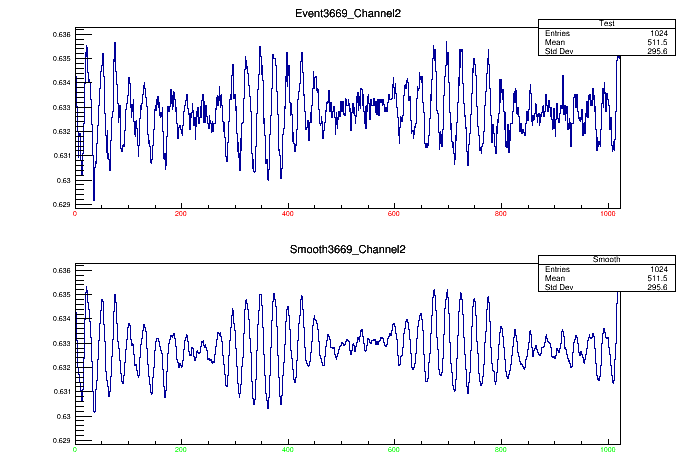 Event3669_Channel2
Test
Entries 1024
Mean 511.5
Std Dev 295.6
0.636
0.635
0.634
0.633
0.632
0.631
0.63
0.629
0 200 400 600 800 1000
Smooth3669_Channel2
Smooth
Entries 1024
Mean 511.5
Std Dev 295.6
0.636
0.635
0.634
0.633
0.632
0.631
0.63
0.629
0 200 400 600 800 1000